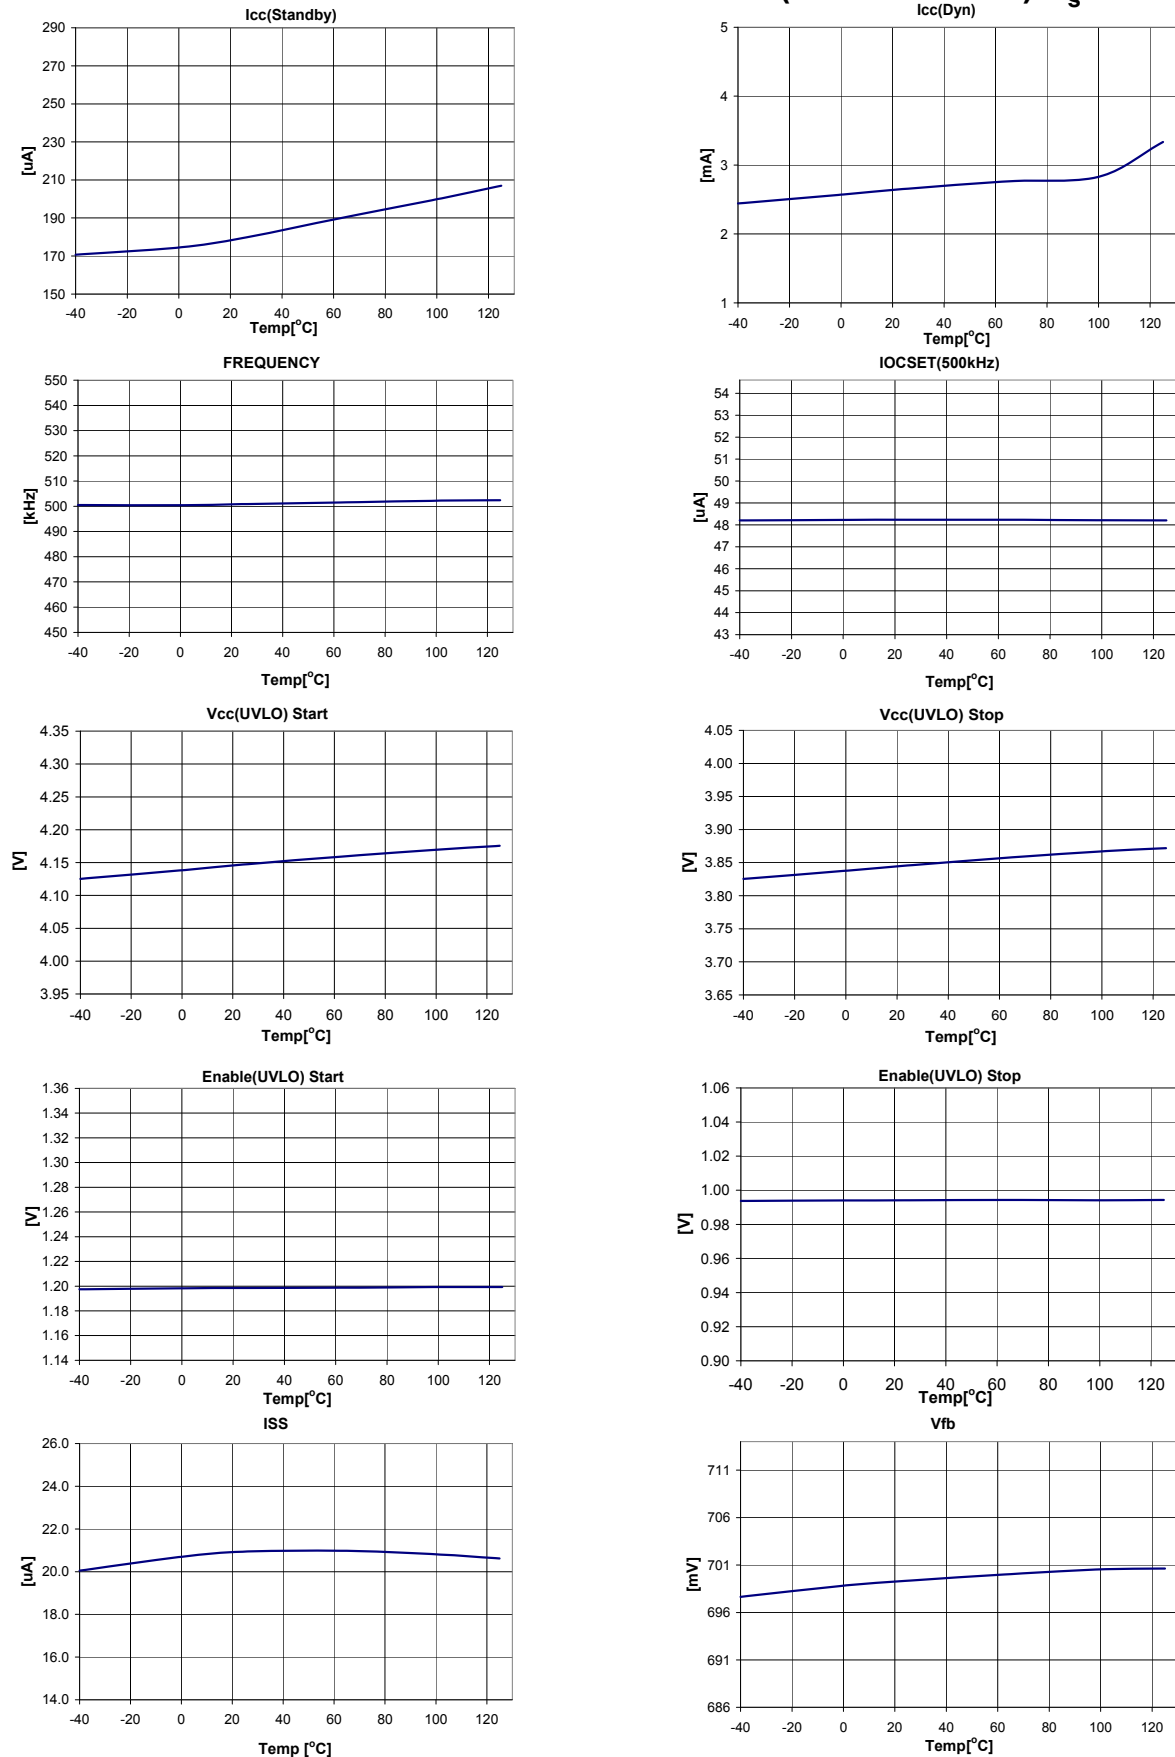 Icc(Standby)
290
270
250
230
210
190
170
150
[uA]
-40 -20 0 20 40 60 80 100 120
Temp[°C]
Icc(Dyn)
5
4
3
2
1
[mA]
-40 -20 0 20 40 60 80 100 120
Temp[°C]
FREQUENCY
550
540
530
520
510
500
490
480
470
460
450
[kHz]
-40 -20 0 20 40 60 80 100 120
Temp[°C]
IOCSET(500kHz)
54
53
52
51
50
49
48
47
46
45
44
43
[uA]
-40 -20 0 20 40 60 80 100 120
Temp[°C]
Vcc(UVLO) Start
4.35
4.30
4.25
4.20
4.15
4.10
4.05
4.00
3.95
[V]
-40 -20 0 20 40 60 80 100 120
Temp[°C]
Vcc(UVLO) Stop
4.05
4.00
3.95
3.90
3.85
3.80
3.75
3.70
3.65
[V]
-40 -20 0 20 40 60 80 100 120
Temp[°C]
Enable(UVLO) Start
1.36
1.34
1.32
1.30
1.28
1.26
1.24
1.22
1.20
1.18
1.16
1.14
[V]
-40 -20 0 20 40 60 80 100 120
Temp[°C]
Enable(UVLO) Stop
1.06
1.04
1.02
1.00
0.98
0.96
0.94
0.92
0.90
[V]
-40 -20 0 20 40 60 80 100 120
Temp[°C]
ISS
26.0
24.0
22.0
20.0
18.0
16.0
14.0
[uA]
-40 -20 0 20 40 60 80 100 120
Temp [°C]
Vfb
711
706
701
696
691
686
[mV]
-40 -20 0 20 40 60 80 100 120
Temp[°C]